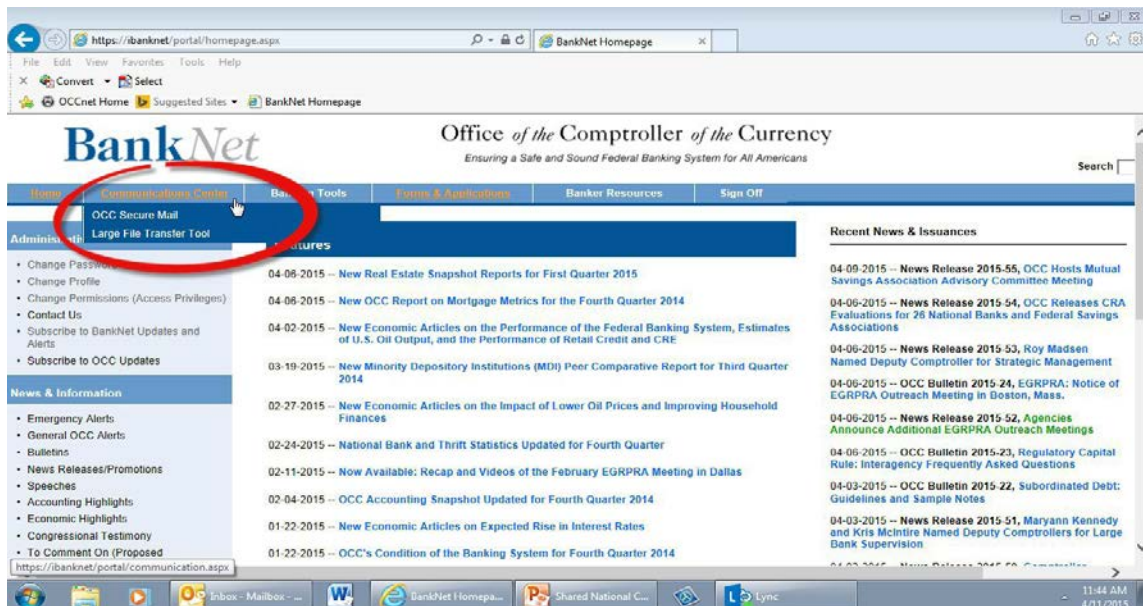 https://ibanknet/portal/homepage.aspx
BankNet Homepage
File Edit View Favorites Tools Help
Convert Select
OCCnet Home Suggested Sites BankNet Homepage
BankNet
Office of the Comptroller of the Currency
Ensuring a Safe and Sound Federal Banking System for All Americans
Search
Home Communications Center Tools Forms & Applications Banker Resources Sign Off
OCC Secure Mail
Large File Transfer Tool
Change
Change Profile
Change Permissions (Access Privileges)
Contact Us
Subscribe to BankNet Updates and
Alerts
Subscribe to OCC Updates
News & Information
Emergency Alerts
General OCC Alerts
Bulletins
News Releases/Promotions
Speeches
Accounting Highlights
Economic Highlights
Congressional Testimony
To Comment On (Proposed
https://ibanknet/portal/communication.aspx
04-06-2015 -- New Real Estate Snapshot Reports for First Quarter 2015
04-06-2015 -- New OCC Report on Mortgage Metrics for the Fourth Quarter 2014
04-02-2015 -- New Economic Articles on the Performance of the Federal Banking System, Estimates
of U.S. Oil Output, and the Performance of Retail Credit and CRE
03-19-2015 -- New Minority Depository Institutions (MDI) Peer Comparative Report for Third Quarter
2014
02-27-2015 -- New Economic Articles on the Impact of Lower Oil Prices and Improving Household
Finances
02-24-2015 -- National Bank and Thrift Statistics Updated for Fourth Quarter
02-11-2015 -- Now Available: Recap and Videos of the February EGRPRA Meeting in Dallas
02-04-2015 -- OCC Accounting Snapshot Updated for Fourth Quarter 2014
01-22-2015 -- New Economic Articles on Expected Rise in Interest Rates
01-22-2015 -- OCC's Condition of the Banking System for Fourth Quarter 2014
Recent News & Issuances
04-09-2015 -- News Release 2015-55, OCC Hosts Mutual
Savings Association Advisory Committee Meeting
04-06-2015 -- News Release 2015-54, OCC Releases CRA
Evaluations for 26 National Banks and Federal Savings
Associations
04-06-2015 -- News Release 2015-53, Roy Madsen
Named Deputy Comptroller for Strategic Management
04-06-2015 -- OCC Bulletin 2015-24, EGRPRA: Notice of
EGRPRA Outreach Meeting in Boston, Mass.
04-06-2015 -- News Release 2015-52, Agencies
Announce Additional EGRPRA Outreach Meetings
04-06-2015 -- OCC Bulletin 2015-23, Regulatory Capital
Rule: Interagency Frequently Asked Questions
04-03-2015 -- OCC Bulletin 2015-22, Subordinated Debt:
Guidelines and Sample Notes
04-03-2015 -- News Release 2015-51, Maryann Kennedy
and Kris McIntire Named Deputy Comptrollers for Large
Bank Supervision
Inbox - Mailbox - ... BankNet Homepa... Shared National C... Lync
11:44 AM
4/11/2015